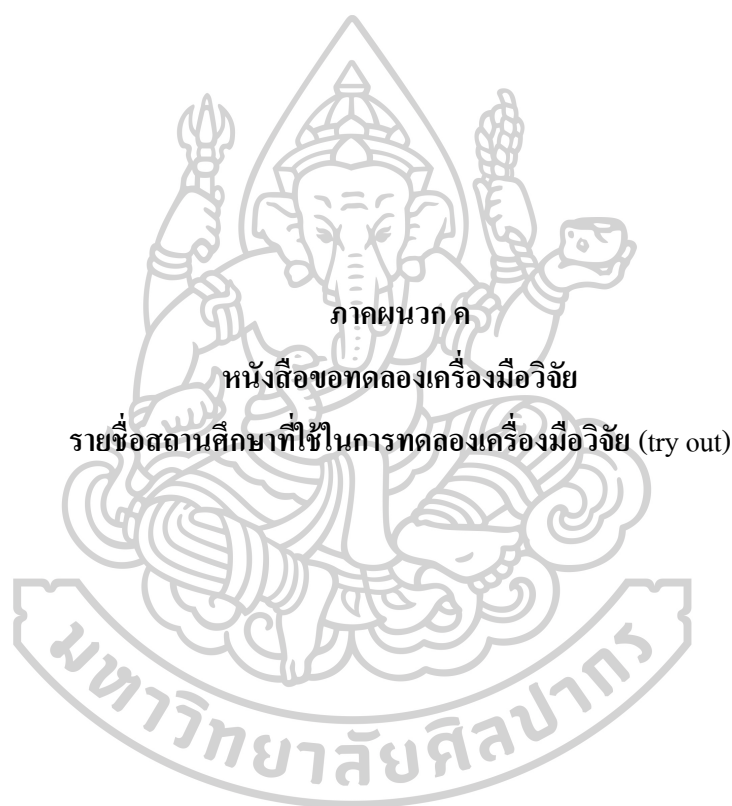 ภาคผนวก ค
หนังสือขอทดลองเครื่องมือวิจัย
รายชื่อสถานศึกษาที่ใช้ในการทดลองเครื่องมือวิจัย (try out)
มหาวิทยาลัยศิลปากร